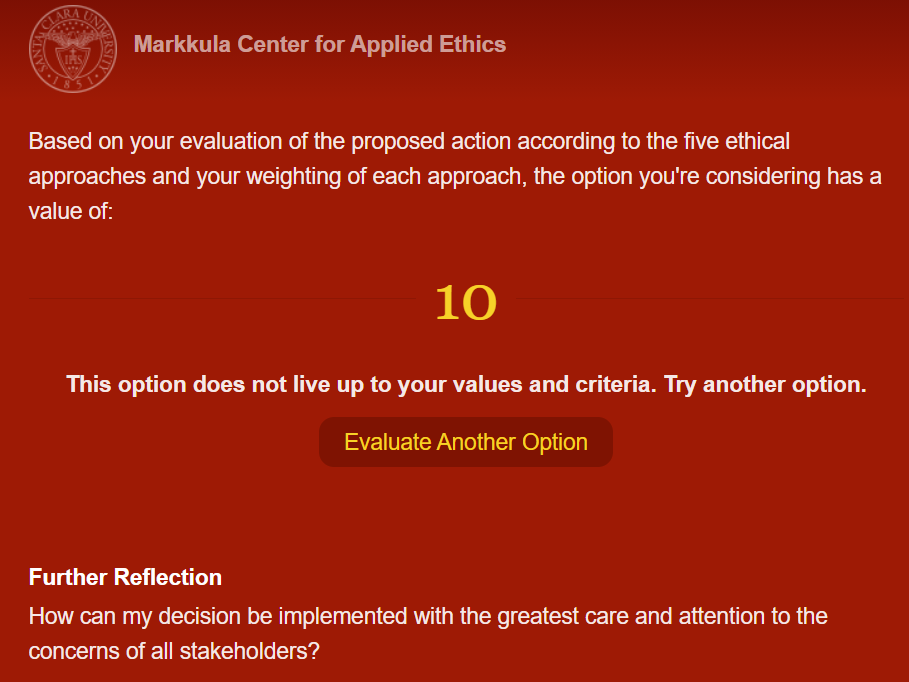 SANTA CLARA UNIVERSITY
IHS
1851
Markkula Center for Applied Ethics
Based on your evaluation of the proposed action according to the five ethical
approaches and your weighting of each approach, the option you're considering has a
value of:
10
This option does not live up to your values and criteria. Try another option.
Evaluate Another Option
Further Reflection
How can my decision be implemented with the greatest care and attention to the
concerns of all stakeholders?